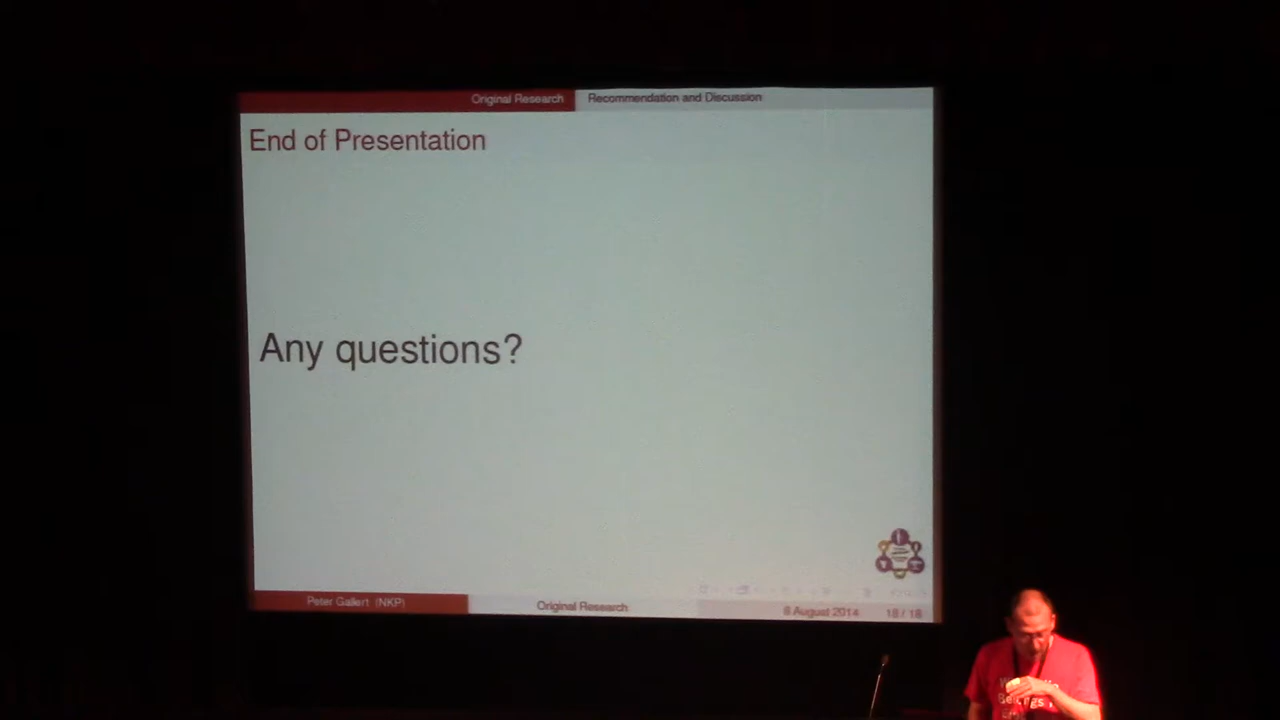 Original Research Recommendation and Discussion
End of Presentation
Any questions?
Peter Gallert (NKP) Original Research 8 August 2014 18 / 18
Belongs